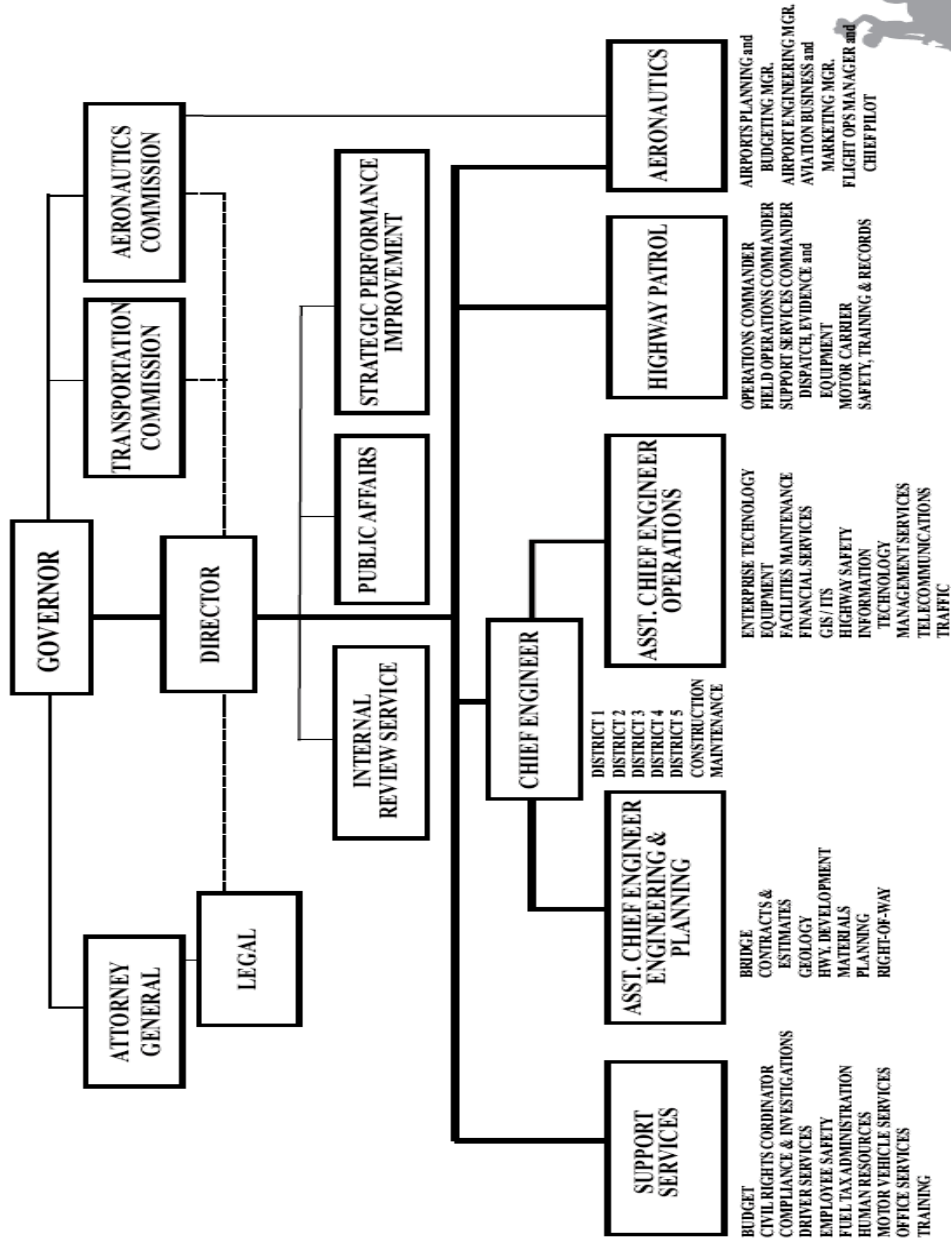 GOVERNOR
ATTORNEY
GENERAL
TRANSPORTATION
COMMISSION
AERONAUTICS
COMMISSION
LEGAL
DIRECTOR
INTERNAL
REVIEW SERVICE
PUBLIC AFFAIRS
STRATEGIC PERFORMANCE
IMPROVEMENT
CHIEF ENGINEER
DISTRICT 1
DISTRICT 2
DISTRICT 3
DISTRICT 4
DISTRICT 5
CONSTRUCTION
MAINTENANCE
SUPPORT
SERVICES
BUDGET
CIVIL RIGHTS CORDINATOR
COMPLIANCE & INVESTIGATIONS
DRIVER SERVICES
EMPLOYEE SAFETY
FUEL TAX ADMINISTRATION
HUMAN RESOURCES
MOTOR VEHICLE SERVICES
OFFICE SERVICES
TRAINING
ASST. CHIEF ENGINEER
ENGINEERING &
PLANNING
BRIDGE
CONTRACTS &
ESTIMATES
GEOLOGY
HWY. DEVELOPMENT
MATERIALS
PLANNING
RIGHT-OF-WAY
ASST. CHIEF ENGINEER
OPERATIONS
ENTERPRISE TECHNOLOGY
EQUIPMENT
FACILITIES MAINTENANCE
FINANCIAL SERVICES
GIS/ ITS
HIGHWAY SAFETY
INFORMATION
TECHNOLOGY
MANAGEMENT SERVICES
TELECOMMUNICATIONS
TRAFFIC
HIGHWAY PATROL
OPERATIONS COMMANDER
FIELD OPERATIONS COMMANDER
SUPPORT SERVICES COMMANDER
DISPATCH, EVIDENCE and
EQUIPMENT
MOTOR CARRIER
SAFETY, TRAINING & RECORDS
AERONAUTICS
AIRPORTS PLANNING and
BUDGETING MGR.
AIRPORT ENGINEERING MGR.
AVIATION BUSINESS and
MARKETING MGR.
FLIGHT OPS MANAGER and
CHIEF PILOT